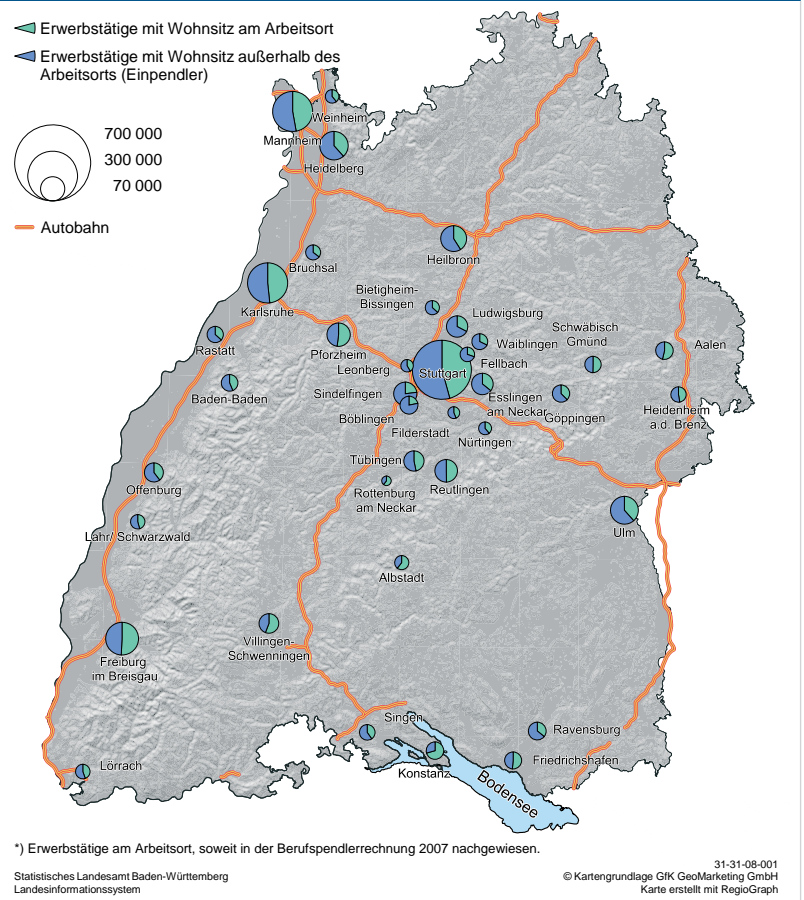 Erwerbstätige mit Wohnsitz am Arbeitsort
Erwerbstätige mit Wohnsitz außerhalb des
Arbeitsorts (Einpendler)
700 000
300 000
70 000
Autobahn
Weinheim
Mannheim
Heidelberg
Heilbronn
Bruchsal
Bietigheim-
Bissingen
Karlsruhe
Ludwigsburg
Rastatt
Pforzheim
Waiblingen
Schwäbisch
Gmünd
Aalen
Leonberg
Stuttgart
Fellbach
Baden-Baden
Sindelfingen
Esslingen
am Neckar
Göppingen
Heidenheim
a.d. Brenz
Böblingen
Filderstadt
Nürtingen
Tübingen
Offenburg
Rottenburg
am Neckar
Reutlingen
Lahr/ Schwarzwald
Ulm
Albstadt
Villingen-
Schwenningen
Freiburg
im Breisgau
Singen
Ravensburg
Lörrach
Konstanz
Friedrichshafen
Bodensee
*) Erwerbstätige am Arbeitsort, soweit in der Berufspendlerrechnung 2007 nachgewiesen.
31-31-08-001
Statistisches Landesamt Baden-Württemberg
© Kartengrundlage GfK GeoMarketing GmbH
Landesinformationssystem
Karte erstellt mit RegioGraph